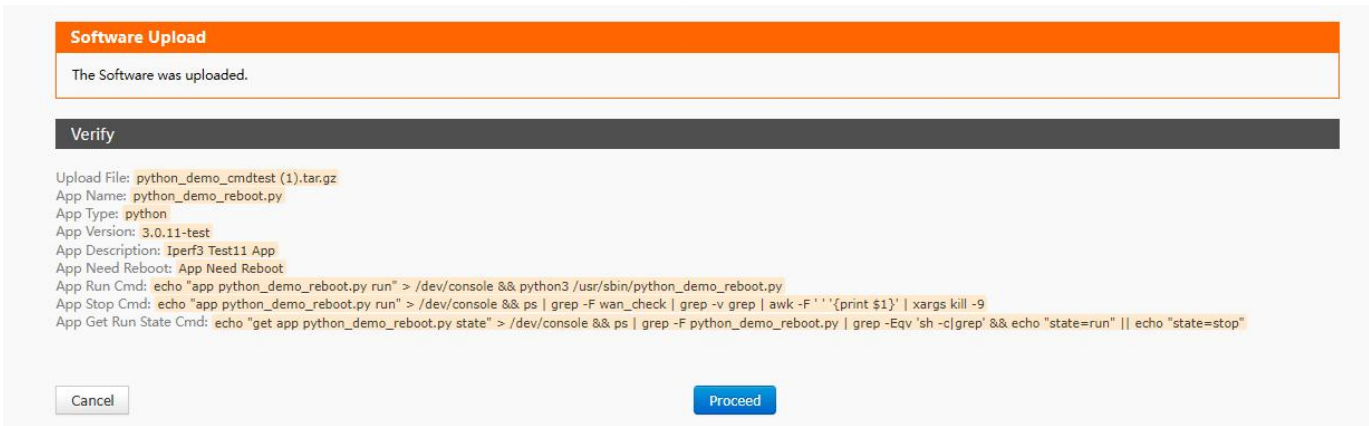 Software Upload
The Software was uploaded.
Verify
Upload File: python_demo_cmdtest (1).tar.gz
App Name: python_demo_reboot.py
App Type: python
App Version: 3.0.11-test
App Description: Iperf3 Test11 App
App Need Reboot: App Need Reboot
App Run Cmd: echo "app python_demo_reboot.py run" > /dev/console && python3 /usr/sbin/python_demo_reboot.py
App Stop Cmd: echo "app python_demo_reboot.py run" > /dev/console && ps | grep -F wan_check | grep -v grep | awk -F ' ' '{print $1}' | xargs kill -9
App Get Run State Cmd: echo "get app python_demo_reboot.py state" > /dev/console && ps | grep -F python_demo_reboot.py | grep -Eqv 'sh -c|grep' && echo "state=run" || echo "state=stop"
Cancel
Proceed